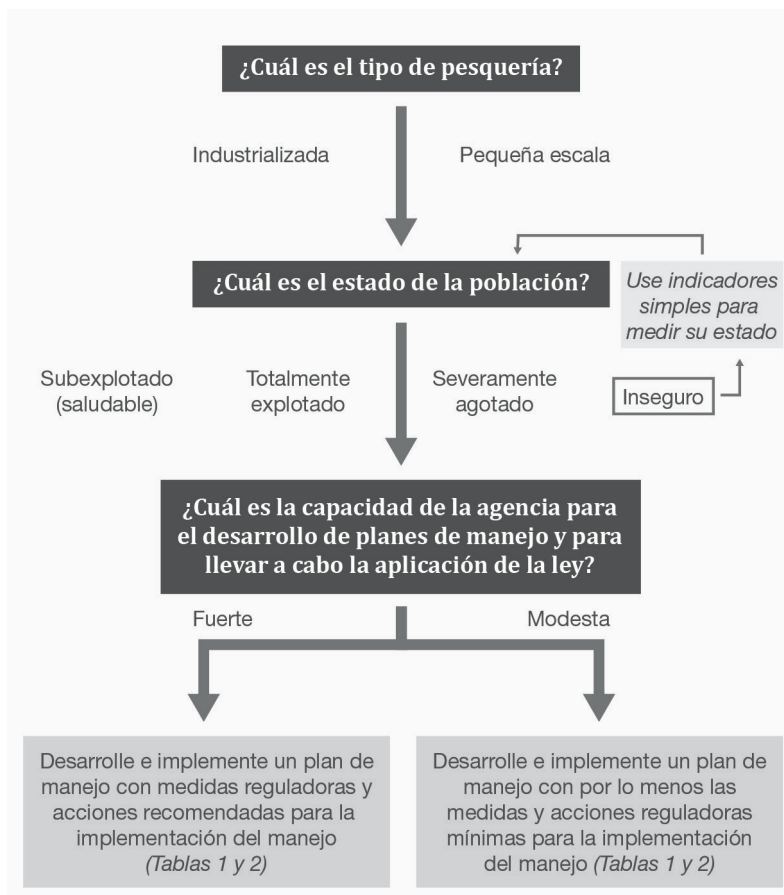 ¿Cuál es el tipo de pesquería?
Industrializada
Pequeña escala
¿Cuál es el estado de la población?
Use indicadores
simples para
medir su estado
Subexplotado
(saludable)
Totalmente
explotado
Severamente
agotado
Inseguro
¿Cuál es la capacidad de la agencia para
el desarrollo de planes de manejo y para
llevar a cabo la aplicación de la ley?
Fuerte
Modesta
Desarrolle e implemente un plan de
manejo con medidas reguladoras y
acciones recomendadas para la
implementación del manejo
(Tablas 1 y 2)
Desarrolle e implemente un plan de
manejo con por lo menos las
medidas y acciones reguladoras
mínimas para la implementación
del manejo (Tablas 1 y 2)